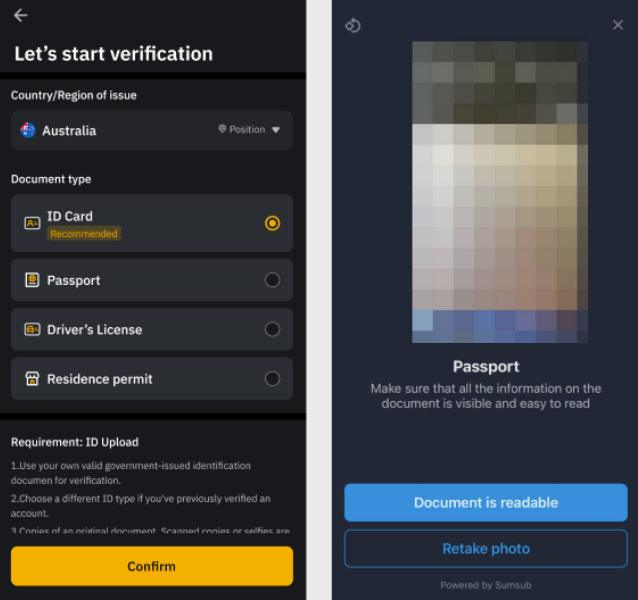 Let's start verification
Country/Region of issue
Australia
Position
Document type
ID Card
Recommended
Passport
Driver's License
Residence permit
Requirement: ID Upload
1.Use your own valid government-issued identification
documen for verification.
2.Choose a different ID type if you've previously verified an
account.
3.Copies of an original document, Scanned copies or selfies are
Confirm
Passport
Make sure that all the information on the
document is visible and easy to read
Document is readable
Retake photo
Powered by Sumsub